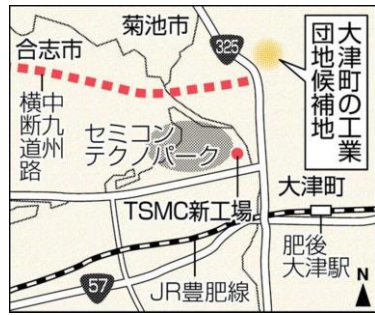 菊池市
合志市
325
大津町の工業
団地候補地
中九州
横断道路
セミコン
テクノパーク
大津町
TSMC新工場
肥後
大津駅
57
JR豊肥線
N